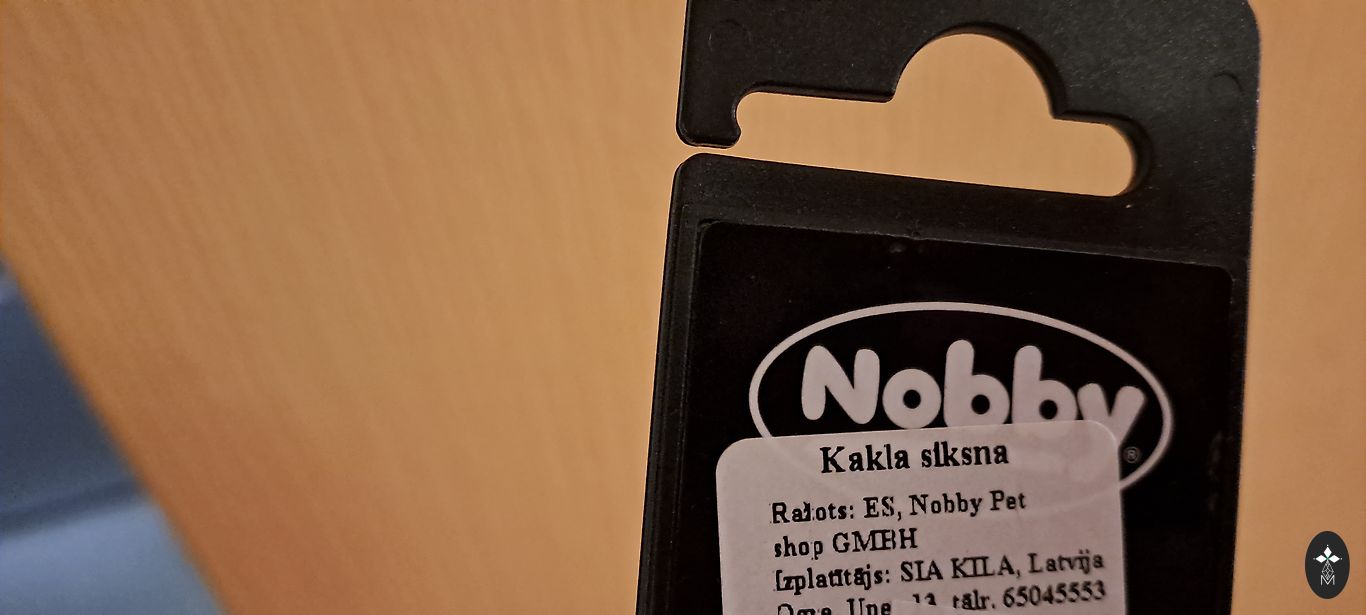 Nobby
®
Kakla siksna
Ražots: ES, Nobby Pet
shop GMBH
Izplatītājs: SIA KILA, Latvija
tālr. 65045553
M